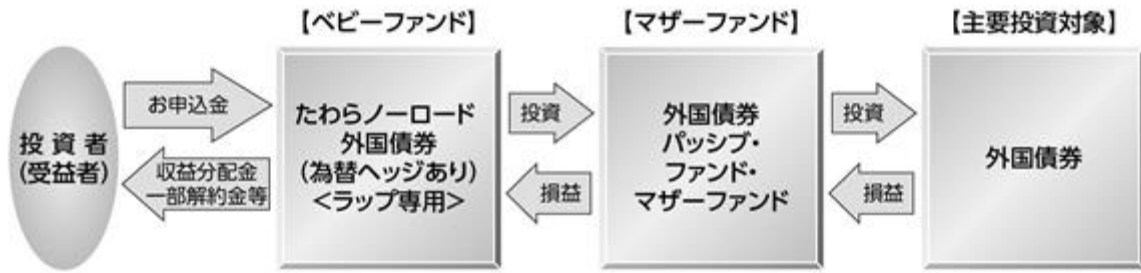 【ベビーファンド】
【マザーファンド】
【主要投資対象】
投資者
(受益者)
お申込金
収益分配金
一部解約金等
たわらノーロード
外国債券
(為替ヘッジあり)
<ラップ専用>
投資
損益
外国債券
パッシブ・
ファンド・
マザーファンド
投資
損益
外国債券